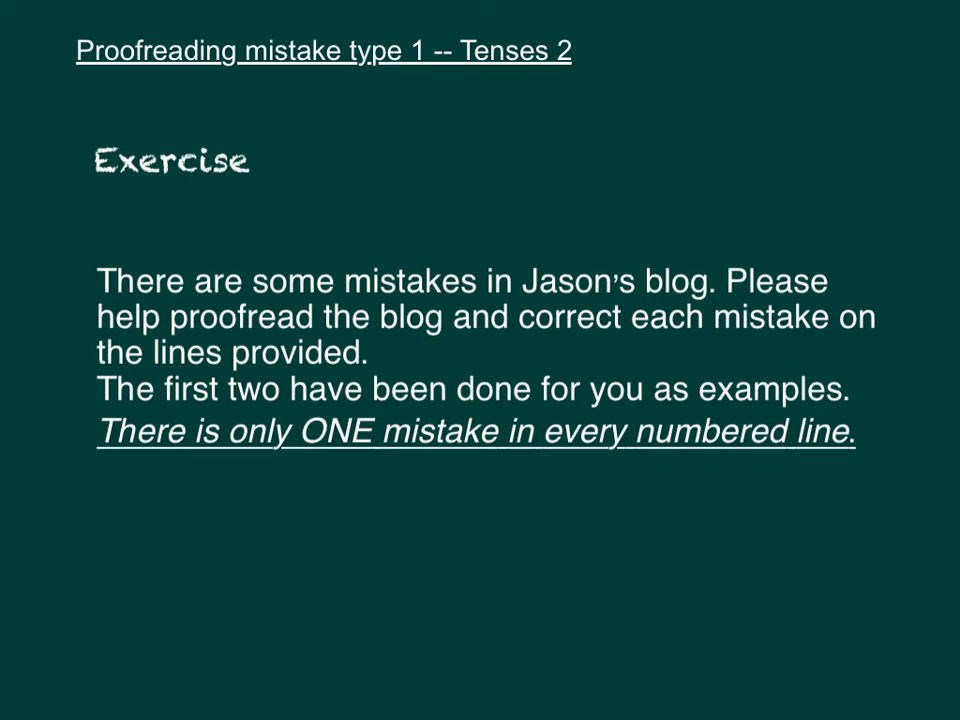 Proofreading mistake type 1 -- Tenses 2
Exercise
There are some mistakes in Jason's blog. Please
help proofread the blog and correct each mistake on
the lines provided.
The first two have been done for you as examples.
There is only ONE mistake in every numbered line.